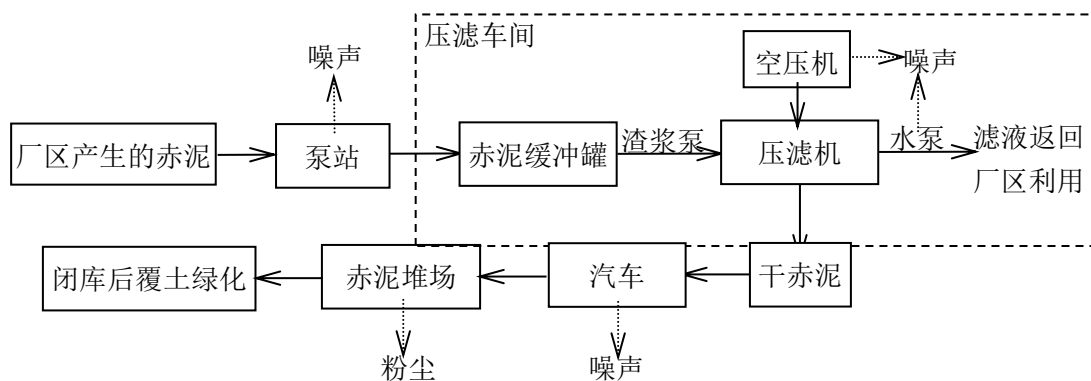 压滤车间
噪声
空压机
噪声
厂区产生的赤泥
泵站
赤泥缓冲罐
渣浆泵
压滤机
水泵
滤液返回
厂区利用
闭库后覆土绿化
赤泥堆场
汽车
干赤泥
粉尘
噪声